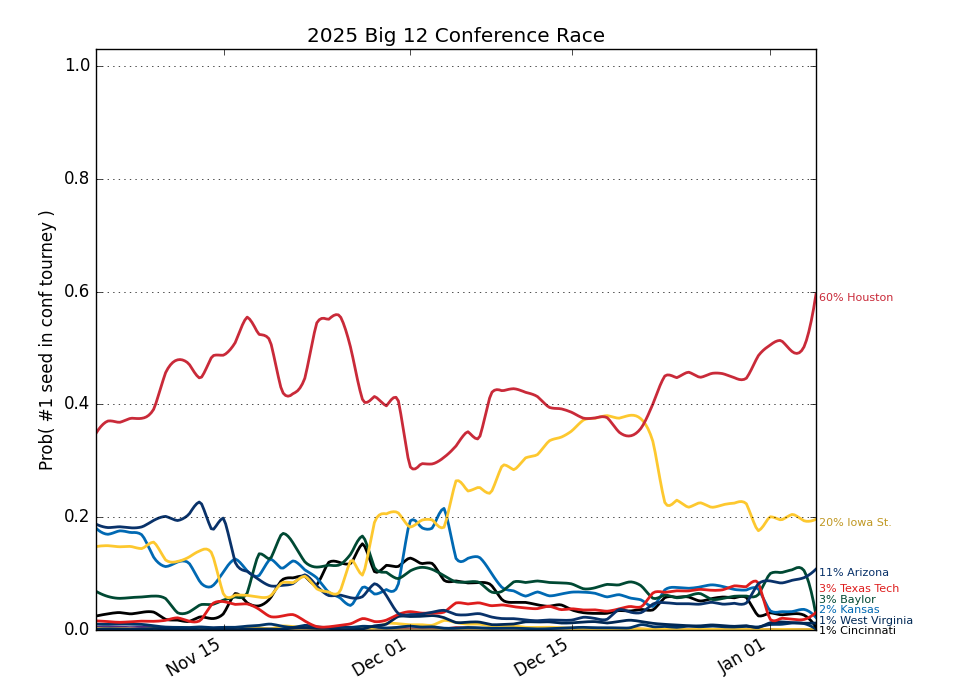 2025 Big 12 Conference Race
Prob( #1 seed in conf tourney )
1.0
0.8
0.6
0.4
0.2
0.0
Nov 15
Dec 01
Dec 15
Jan 01
60% Houston
20% Iowa St.
11% Arizona
3% Texas Tech
3% Baylor
2% Kansas
1% West Virginia
1% Cincinnati